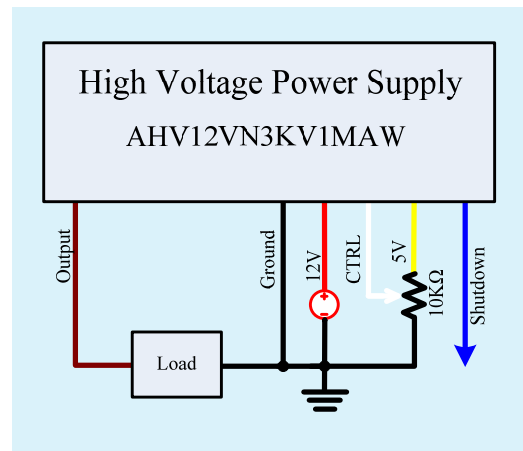 High Voltage Power Supply
AHV12VN3KV1MAW
Output
Ground
12V
CTRL
5V
10KΩ
Shutdown
Load